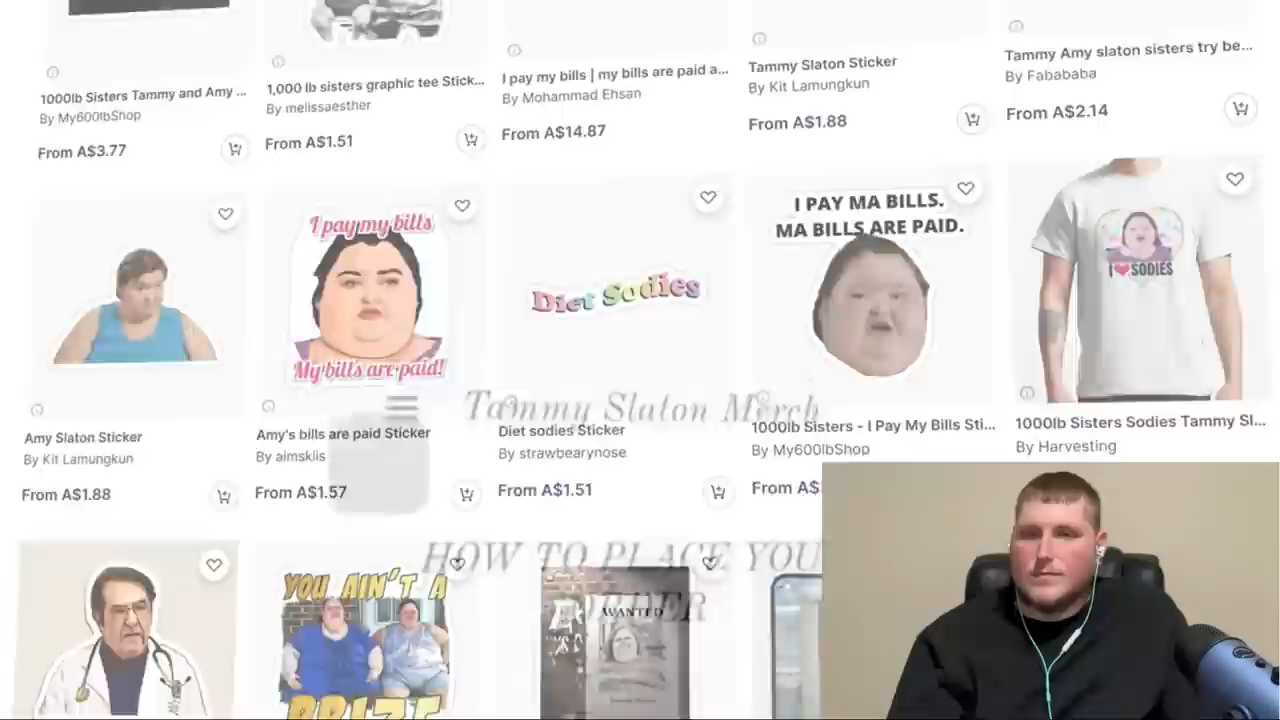 1000lb Sisters Tammy and Amy ...
By My600lbShop
From A$3.77
1,000 lb sisters graphic tee Stick...
By melissaesther
From A$1.51
I pay my bills | my bills are paid a...
By Mohammad Ehsan
From A$14.87
Tammy Slaton Sticker
By Kit Lamungkun
From A$1.88
Tammy Amy slaton sisters try be...
By Fabababa
From A$2.14
I pay my bills
My bills are paid!
Diet Sodies
I PAY MA BILLS.
MA BILLS ARE PAID.
I❤SODIES
Tammy Slaton Merch
Amy Slaton Sticker
By Kit Lamungkun
From A$1.88
Amy's bills are paid Sticker
By aimsklis
From A$1.57
Diet sodies Sticker
By strawbearynose
From A$1.51
1000lb Sisters - I Pay My Bills Sti...
By My600lbShop
From A$
1000lb Sisters Sodies Tammy Sl...
By Harvesting
HOW TO PLACE YOU
YOU AIN'T A
PRIZE
WANTED